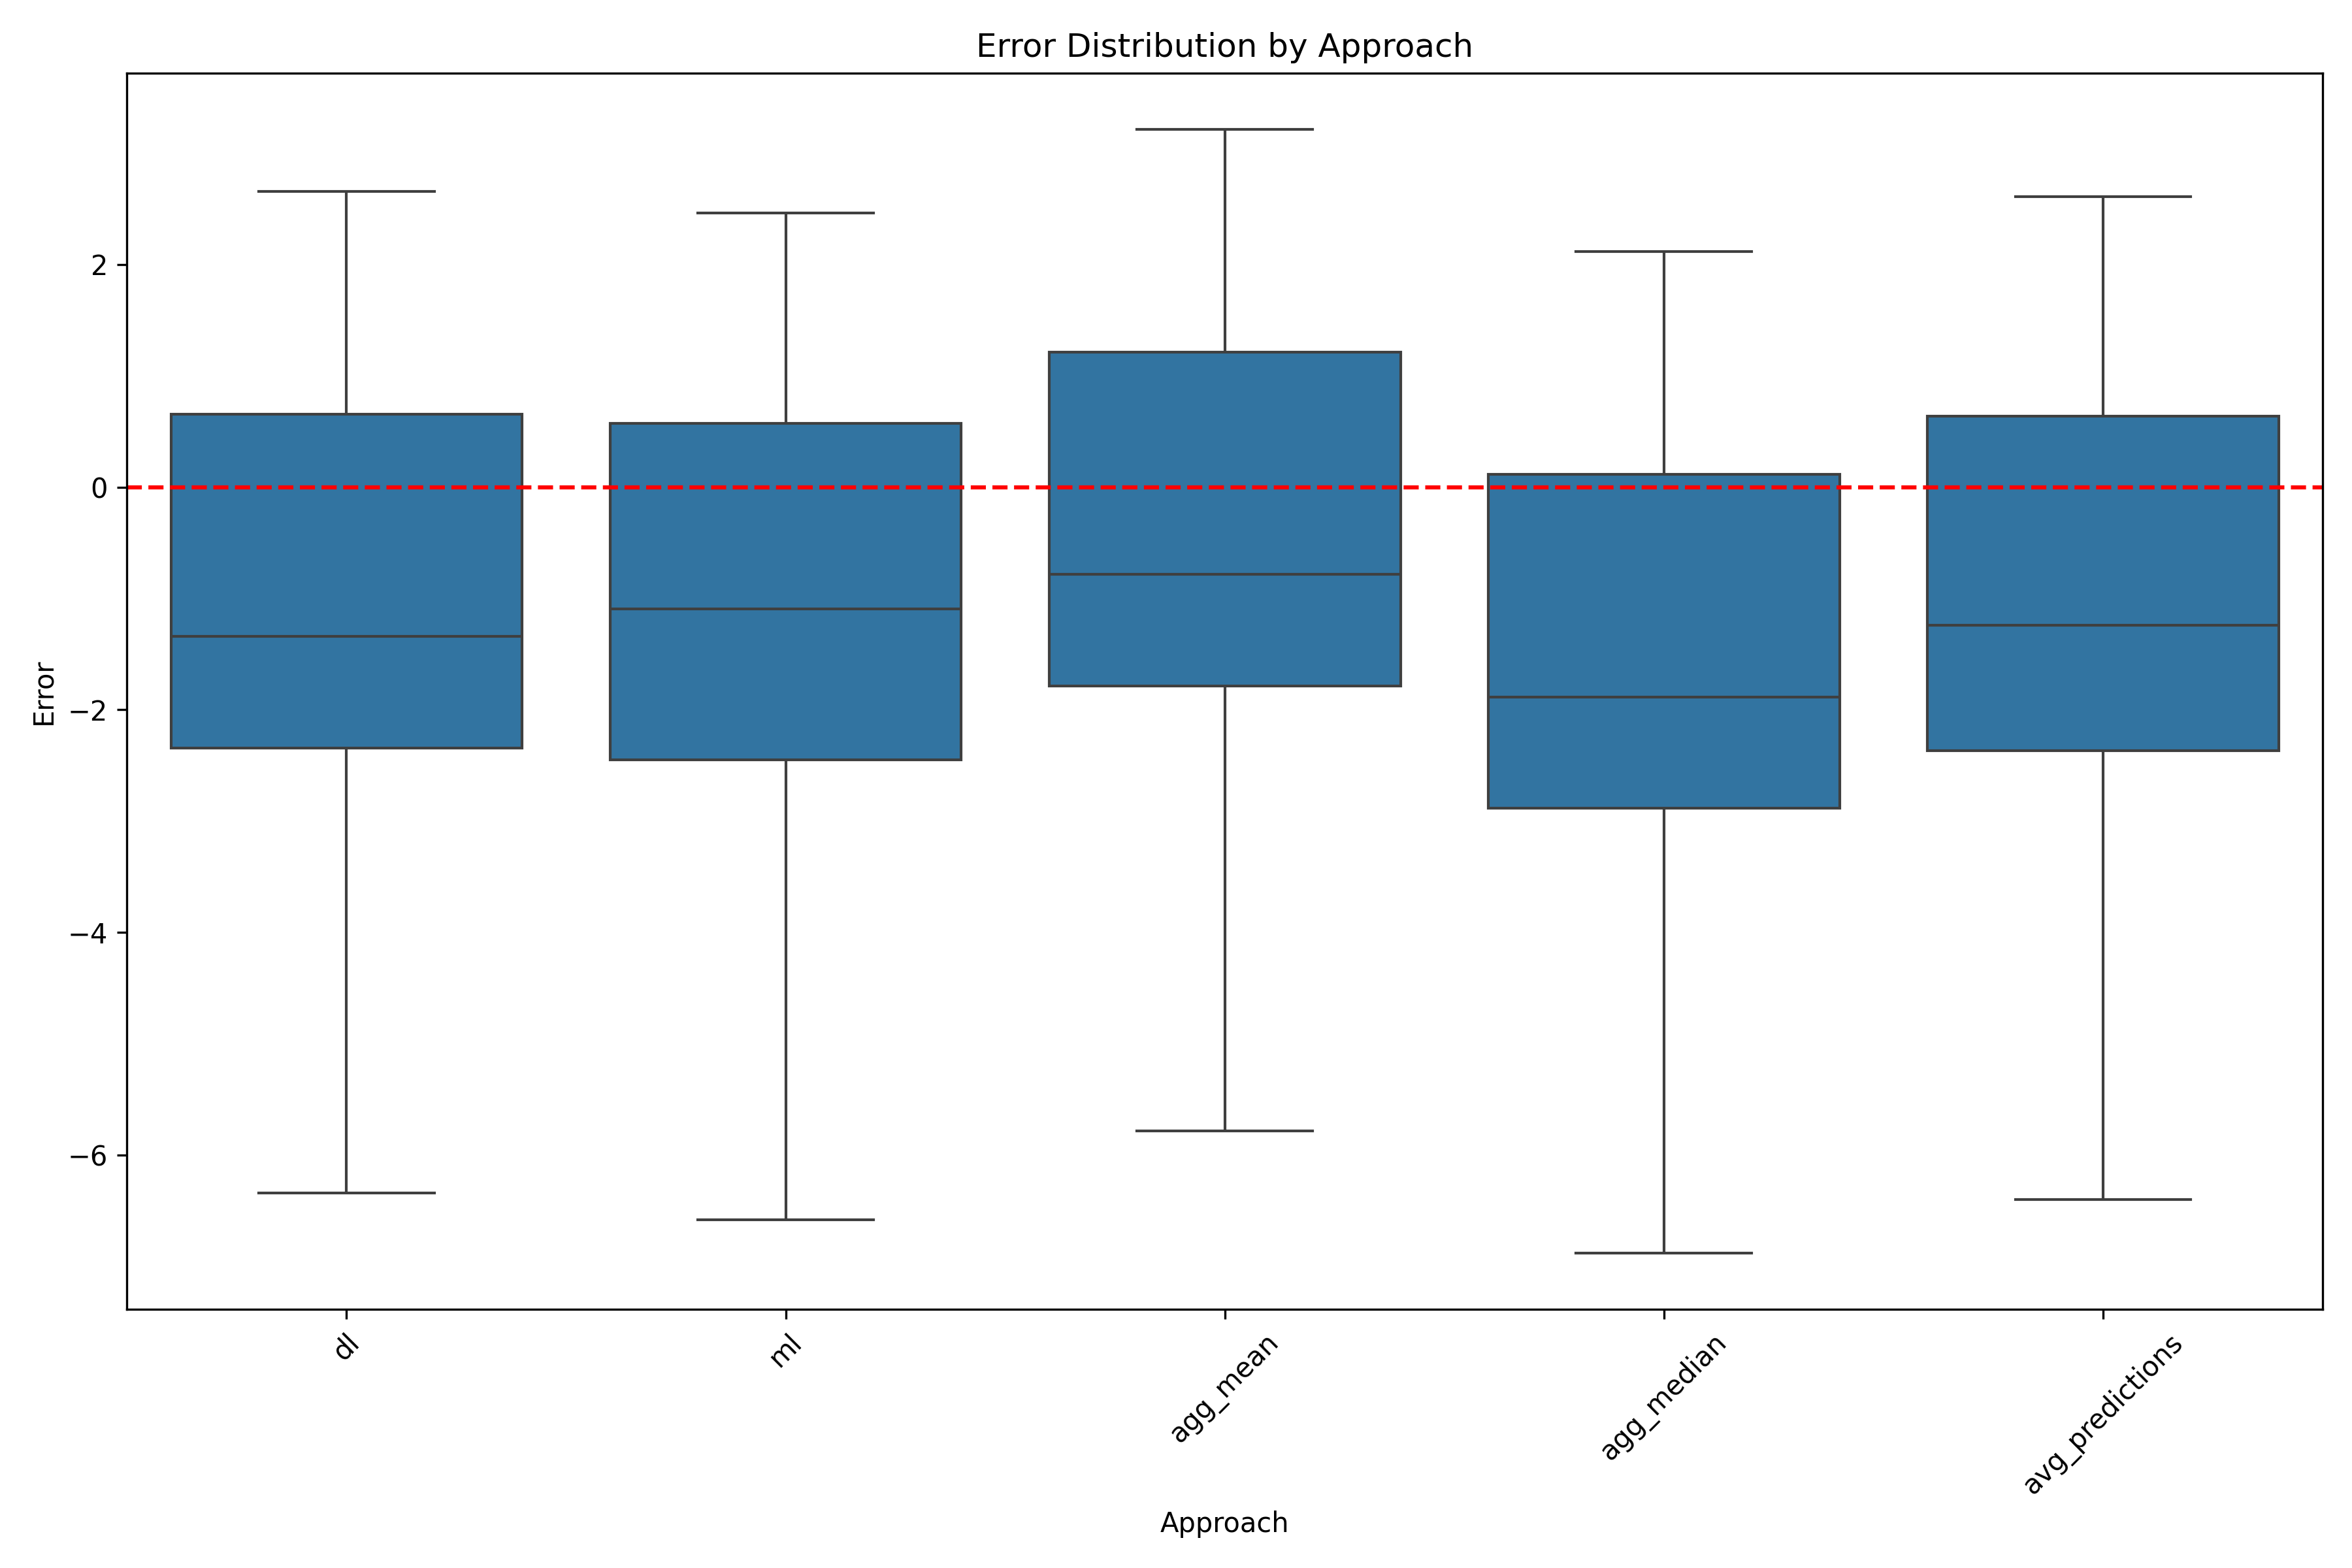 Error Distribution by Approach
Error
2
0
−2
−4
−6
dl
ml
agg_mean
agg_median
avg_predictions
Approach